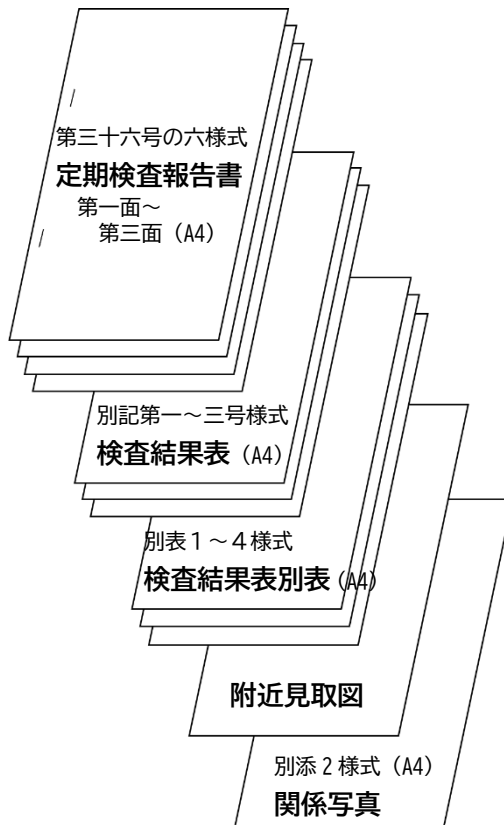 第三十六号の六様式
定期検査報告書
第一面～
第三面（A4）
別記第一～三号様式
検査結果表（A4）
別表１～４様式
検査結果表別表（A4）
附近見取図
別添２様式（A4）
関係写真